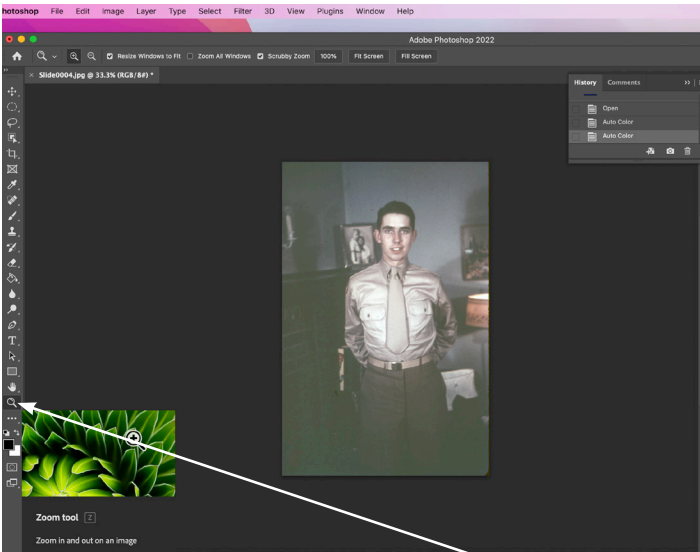 hotoshop File Edit Image Layer Type Select Filter 3D View Plugins Window Help
Adobe Photoshop 2022
Resize Windows to Fit Zoom All Windows Scrubby Zoom 100% Fit Screen Fill Screen
× Slide0004.jpg @ 33.3% (RGB/8#) *
History Comments
Open
Auto Color
Auto Color
Zoom tool Z
Zoom in and out on an image